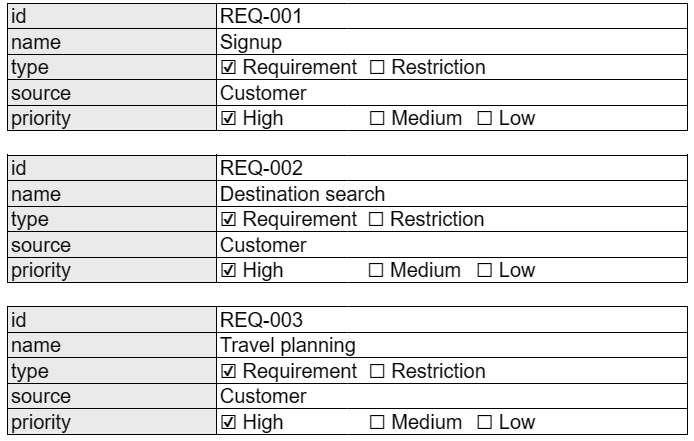 id REQ-001
name Signup
type ☑ Requirement ☐ Restriction
source Customer
priority ☑ High ☐ Medium ☐ Low
id REQ-002
name Destination search
type ☑ Requirement ☐ Restriction
source Customer
priority ☑ High ☐ Medium ☐ Low
id REQ-003
name Travel planning
type ☑ Requirement ☐ Restriction
source Customer
priority ☑ High ☐ Medium ☐ Low